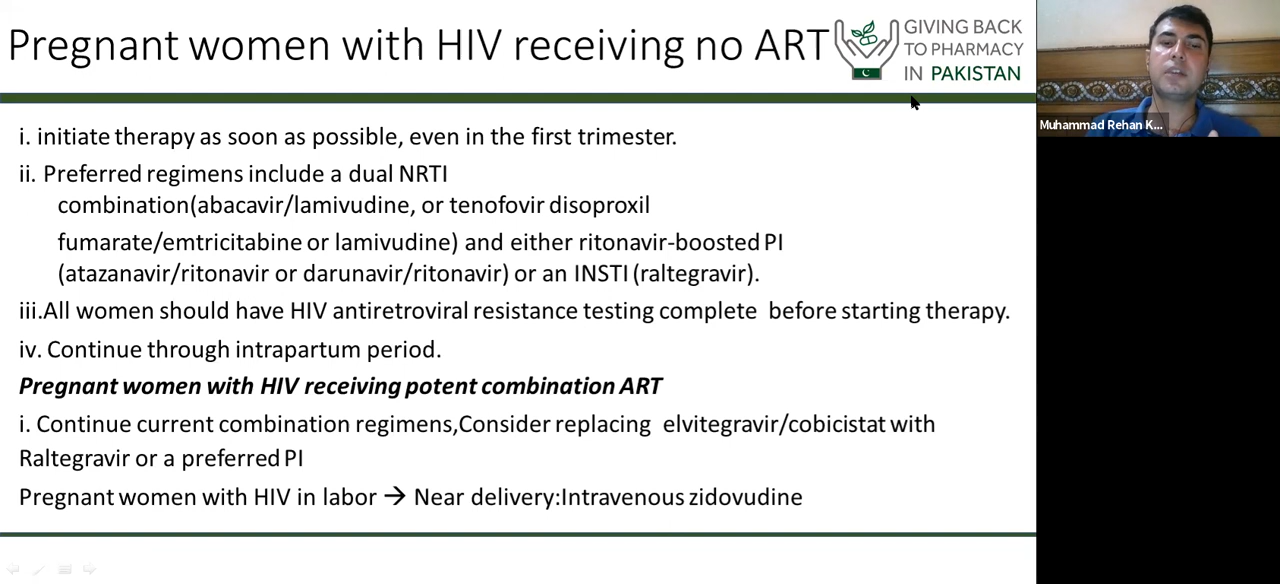 Pregnant women with HIV receiving no ART
GIVING BACK
TO PHARMACY
IN PAKISTAN
Muhammad Rehan K...
i. initiate therapy as soon as possible, even in the first trimester.
ii. Preferred regimens include a dual NRTI
combination(abacavir/lamivudine, or tenofovir disoproxil
fumarate/emtricitabine or lamivudine) and either ritonavir-boosted PI
(atazanavir/ritonavir or darunavir/ritonavir) or an INSTI (raltegravir).
iii.All women should have HIV antiretroviral resistance testing complete before starting therapy.
iv. Continue through intrapartum period.
Pregnant women with HIV receiving potent combination ART
i. Continue current combination regimens,Consider replacing elvitegravir/cobicistat with
Raltegravir or a preferred PI
Pregnant women with HIV in labor → Near delivery:Intravenous zidovudine